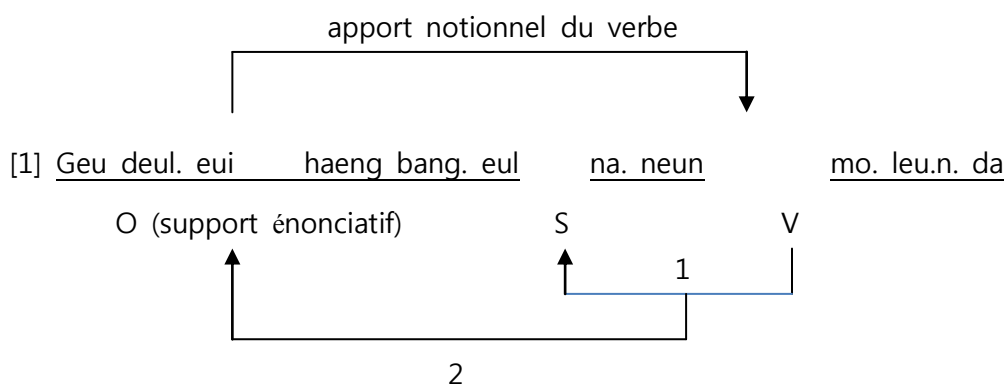 apport notionnel du verbe
[1] Geu deul. eui haeng bang. eul na. neun mo. leu.n. da
O (support énonciatif) S V
1
2